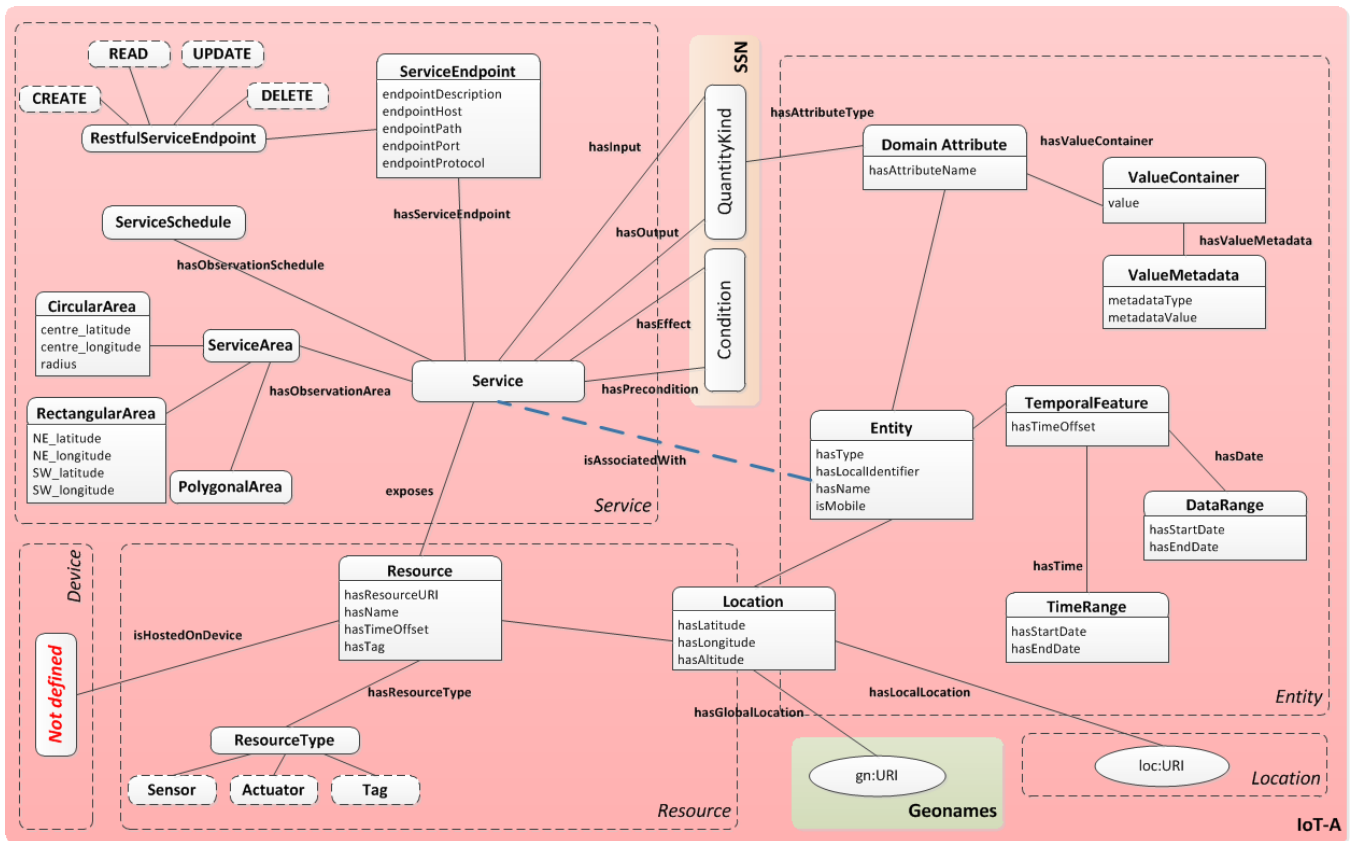 READ
UPDATE
CREATE
DELETE
RestfulServiceEndpoint
ServiceEndpoint
endpointDescription
endpointHost
endpointPath
endpointPort
endpointProtocol
hasServiceEndpoint
ServiceSchedule
hasObservationSchedule
CircularArea
centre_latitude
centre_longitude
radius
ServiceArea
hasObservationArea
RectangularArea
NE_latitude
NE_longitude
SW_latitude
SW_longitude
PolygonalArea
Service
exposes
Service
hasInput
hasOutput
hasEffect
hasPrecondition
isAssociatedWith
SSN
QuantityKind
Condition
hasAttributeType
Domain Attribute
hasAttributeName
hasValueContainer
ValueContainer
value
hasValueMetadata
ValueMetadata
metadataType
metadataValue
Entity
hasType
hasLocalIdentifier
hasName
isMobile
TemporalFeature
hasTimeOffset
hasDate
DataRange
hasStartDate
hasEndDate
hasTime
TimeRange
hasStartDate
hasEndDate
Entity
Device
Not defined
isHostedOnDevice
Resource
hasResourceURI
hasName
hasTimeOffset
hasTag
hasResourceType
ResourceType
Sensor
Actuator
Tag
Resource
Location
hasLatitude
hasLongitude
hasAltitude
hasGlobalLocation
hasLocalLocation
gn:URI
Geonames
loc:URI
Location
IoT-A